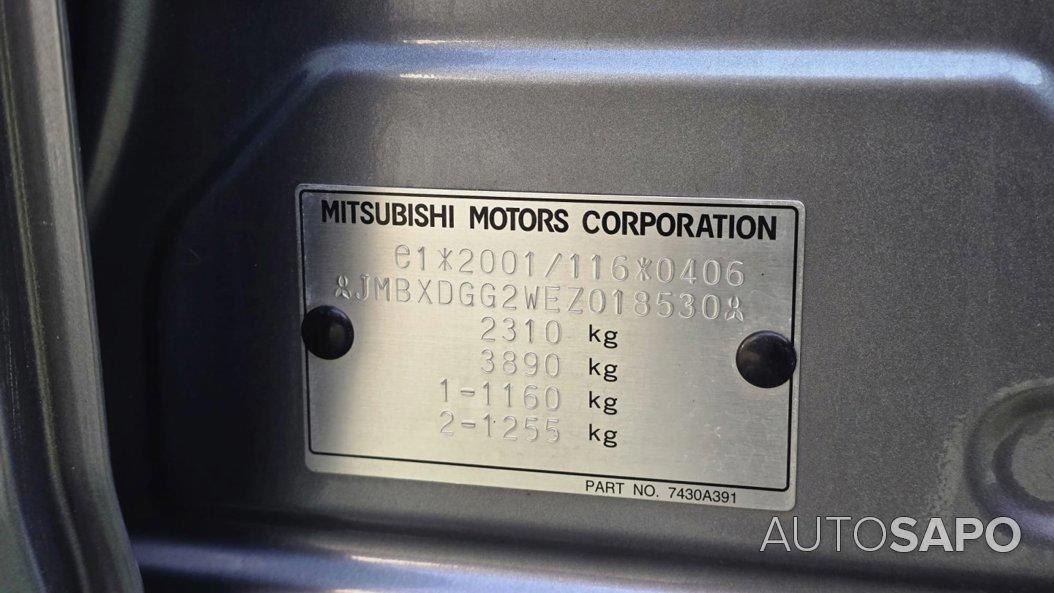 MITSUBISHI MOTORS CORPORATION
e1*2001/116*0406
JMBXDGG2WEZ018530
2310 kg
3890 kg
1-1160 kg
2-1255 kg
PART NO. 7430A391
AUTOSAPO